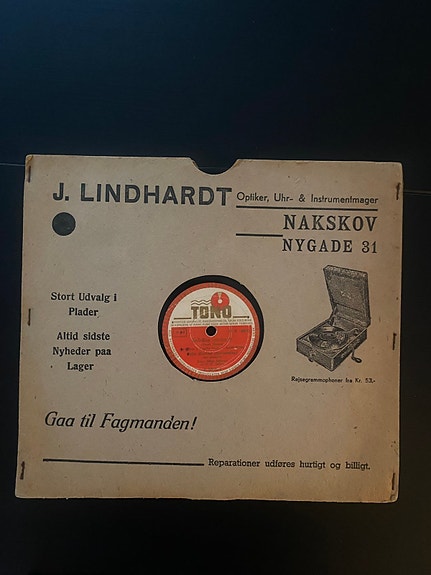 J. LINDHARDT Optiker, Uhr- & Instrumentmager
NAKSKOV
NYGADE 31
Stort Udvalg i
Plader
Altid sidste
Nyheder paa
Lager
TONO
Rejsegrammophoner fra Kr. 53,-
Gaa til Fagmanden!
Reparationer udføres hurtigt og billigt.